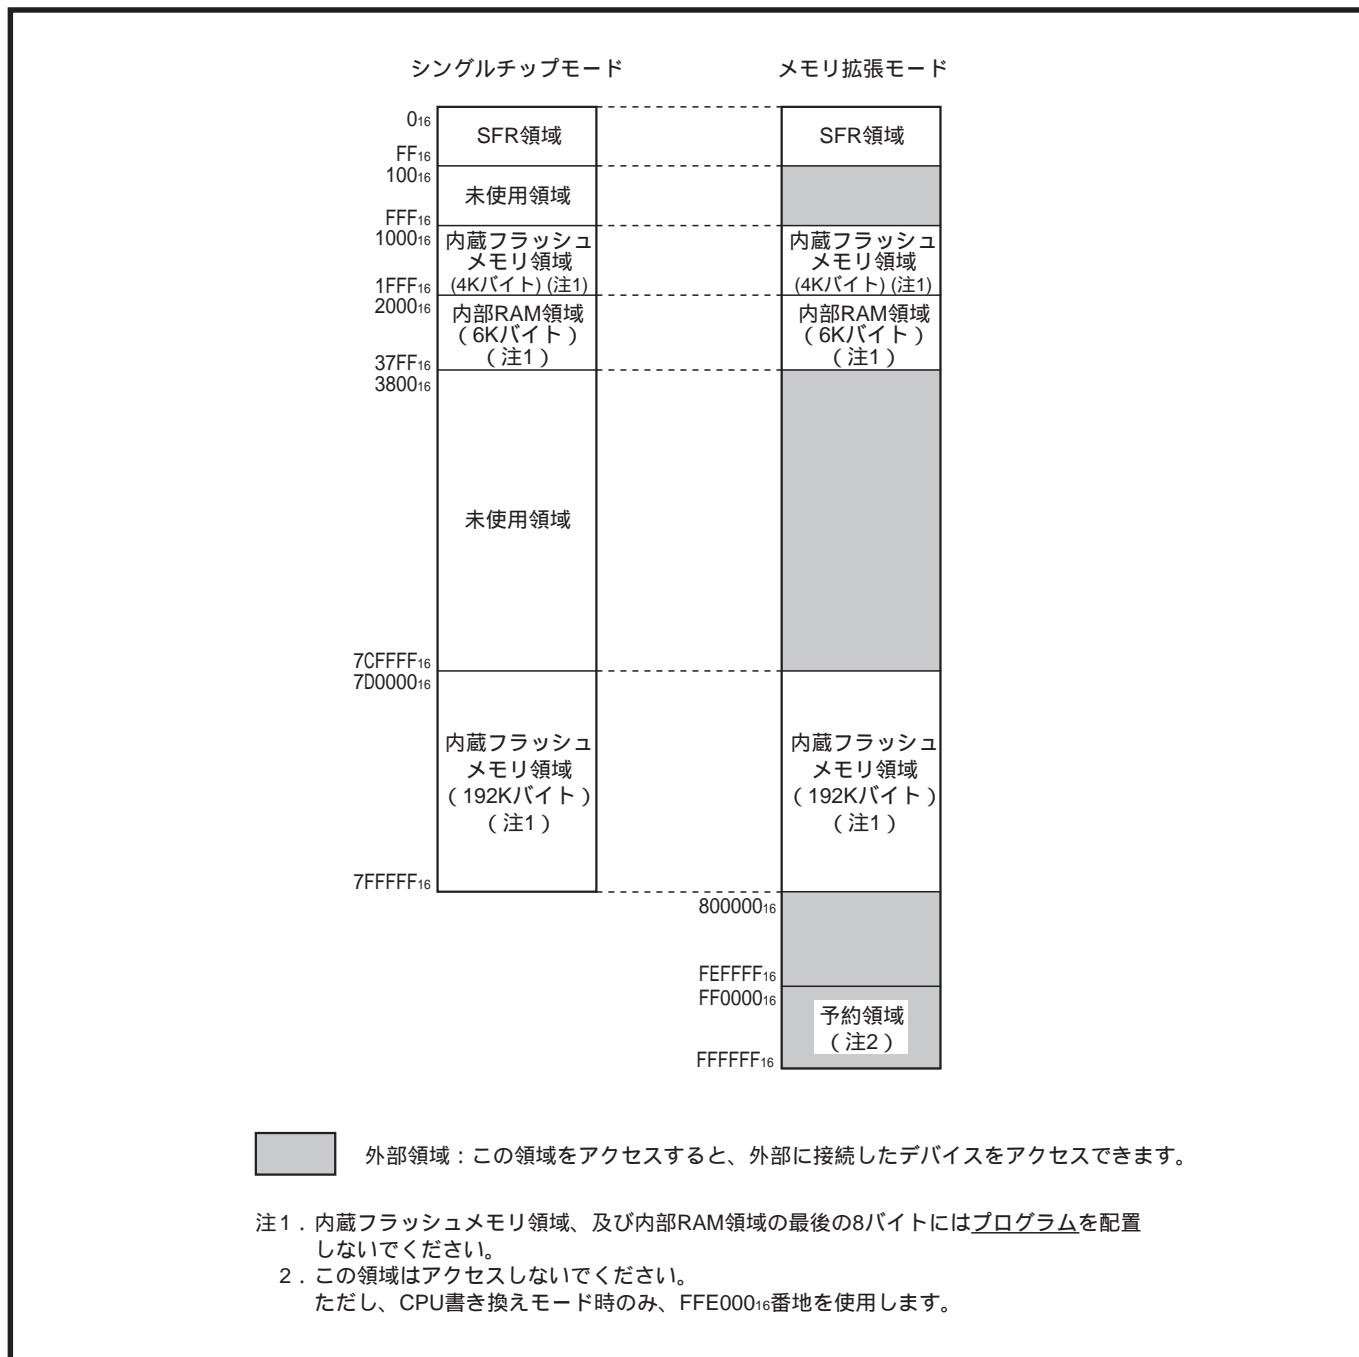 シングルチップモード メモリ拡張モード
0₁₆
SFR領域 SFR領域
FF₁₆
100₁₆
未使用領域
FFF₁₆
1000₁₆
内蔵フラッシュ 内蔵フラッシュ
メモリ領域 メモリ領域
(4Kバイト) (注1) (4Kバイト) (注1)
1FFF₁₆
2000₁₆
内部RAM領域 内部RAM領域
（6Kバイト） （6Kバイト）
（注1） （注1）
37FF₁₆
3800₁₆
未使用領域
7CFFFF₁₆
7D0000₁₆
内蔵フラッシュ 内蔵フラッシュ
メモリ領域 メモリ領域
（192Kバイト） （192Kバイト）
（注1） （注1）
7FFFFF₁₆
800000₁₆
FEFFFF₁₆
FF0000₁₆
予約領域
（注2）
FFFFFF₁₆
外部領域：この領域をアクセスすると、外部に接続したデバイスをアクセスできます。
注1．内蔵フラッシュメモリ領域、及び内部RAM領域の最後の8バイトにはプログラムを配置
しないでください。
2．この領域はアクセスしないでください。
ただし、CPU書き換えモード時のみ、FFE000₁₆番地を使用します。